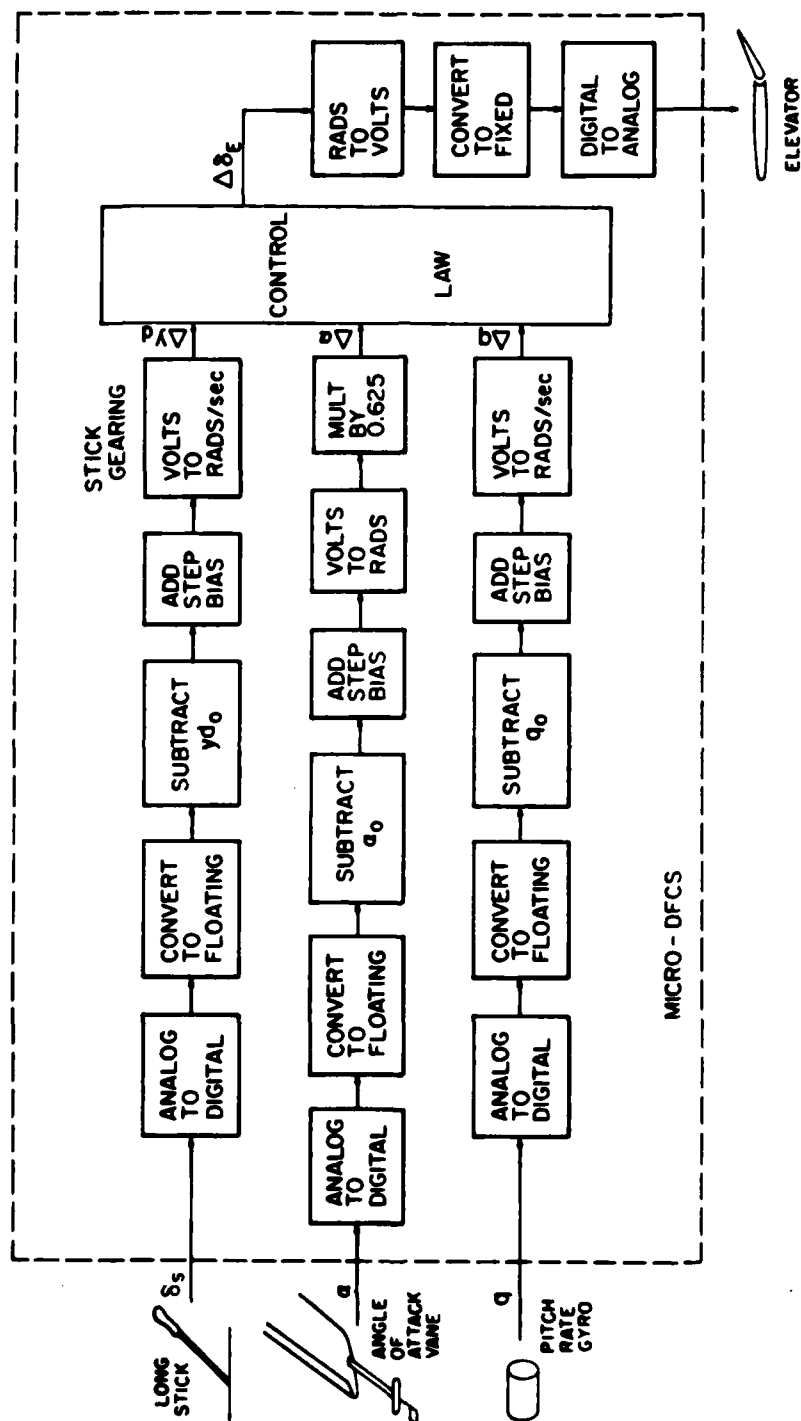 LONG
STICK
δs
ANALOG
TO
DIGITAL
CONVERT
TO
FLOATING
SUBTRACT
yd₀
ADD
STEP
BIAS
STICK
GEARING
VOLTS
TO
RADS/sec
Δyd
ANGLE
OF
ATTACK
VANE
α
ANALOG
TO
DIGITAL
CONVERT
TO
FLOATING
SUBTRACT
α₀
ADD
STEP
BIAS
VOLTS
TO
RADS
MULT
BY
0.625
Δα
PITCH
RATE
GYRO
q
ANALOG
TO
DIGITAL
CONVERT
TO
FLOATING
SUBTRACT
q₀
ADD
STEP
BIAS
VOLTS
TO
RADS/sec
Δq
CONTROL
LAW
ΔδE
RADS
TO
VOLTS
CONVERT
TO
FIXED
DIGITAL
TO
ANALOG
ELEVATOR
MICRO-DFCS